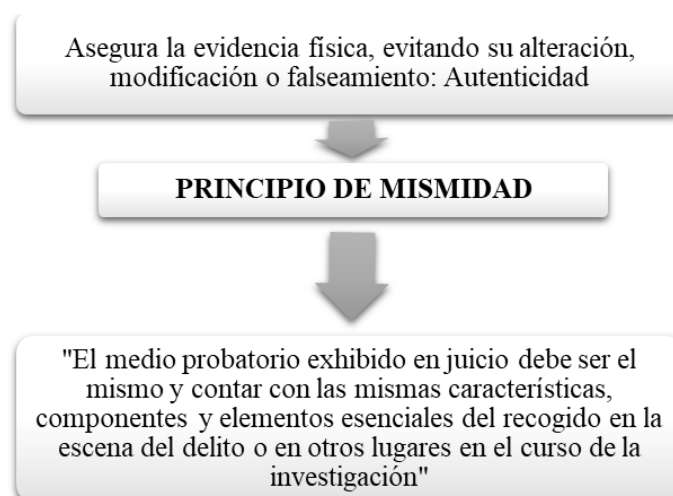 Asegura la evidencia física, evitando su alteración,
modificación o falseamiento: Autenticidad
PRINCIPIO DE MISMIDAD
"El medio probatorio exhibido en juicio debe ser el
mismo y contar con las mismas características,
componentes y elementos esenciales del recogido en la
escena del delito o en otros lugares en el curso de la
investigación"